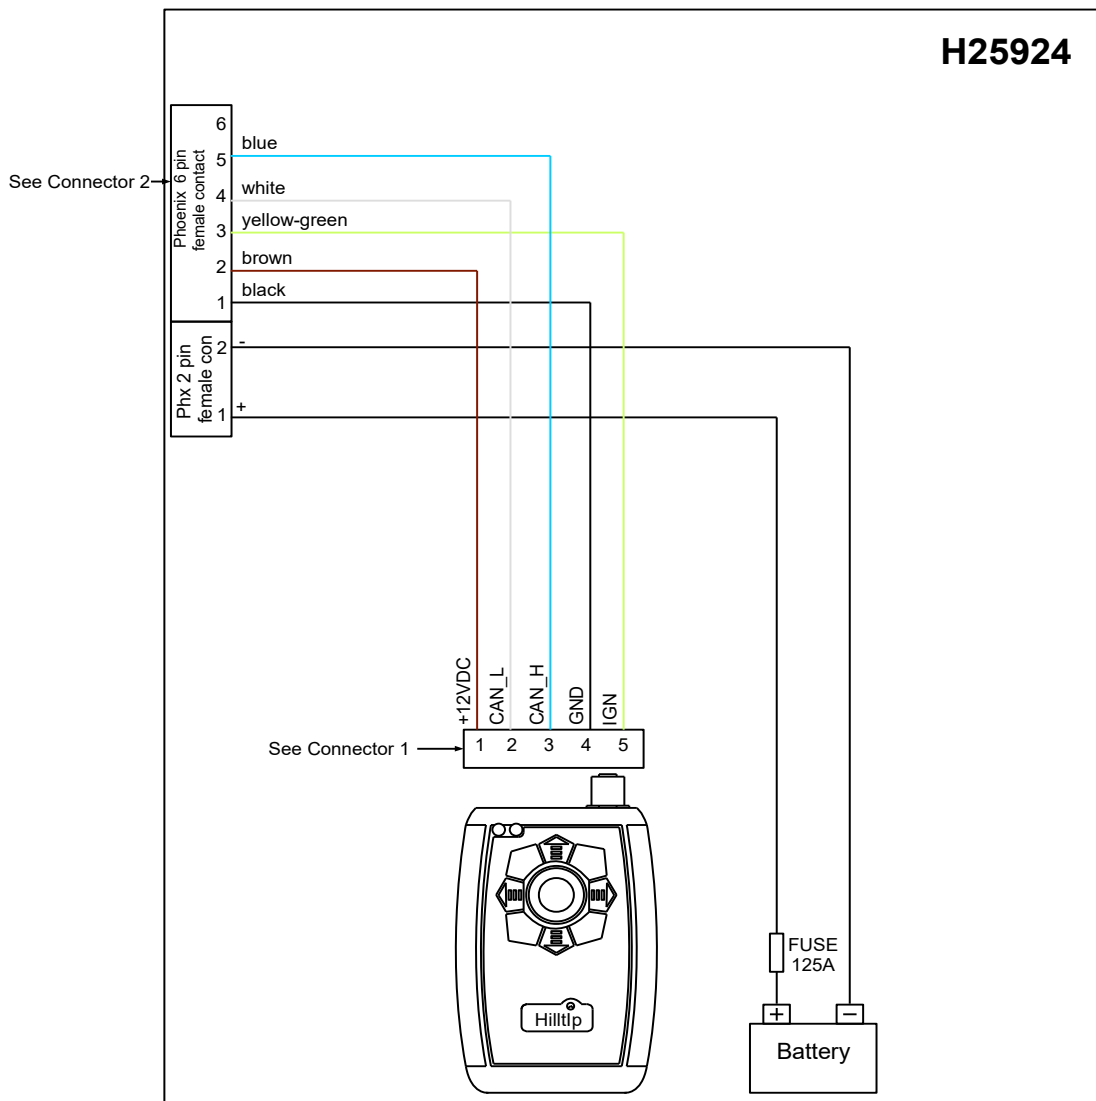 H25924
6
blue
Phoenix 6 pin
female contact
5
See Connector 2
white
4
yellow-green
3
brown
2
black
1
Phx 2 pin
female con
2
-
1
+
+12VDC
CAN_L
CAN_H
GND
IGN
See Connector 1
1 2 3 4 5
FUSE
125A
+ −
HilltIp
Battery